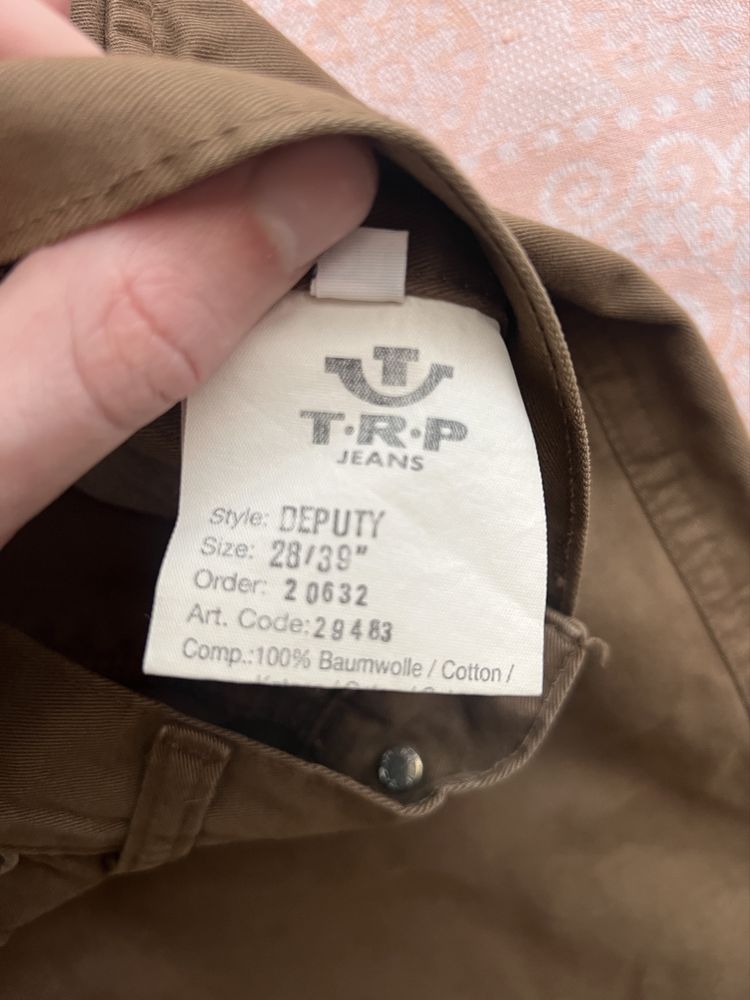 T
T·R·P
JEANS
Style: DEPUTY
Size: 28/39"
Order: 20632
Art. Code: 29483
Comp.: 100% Baumwolle / Cotton /